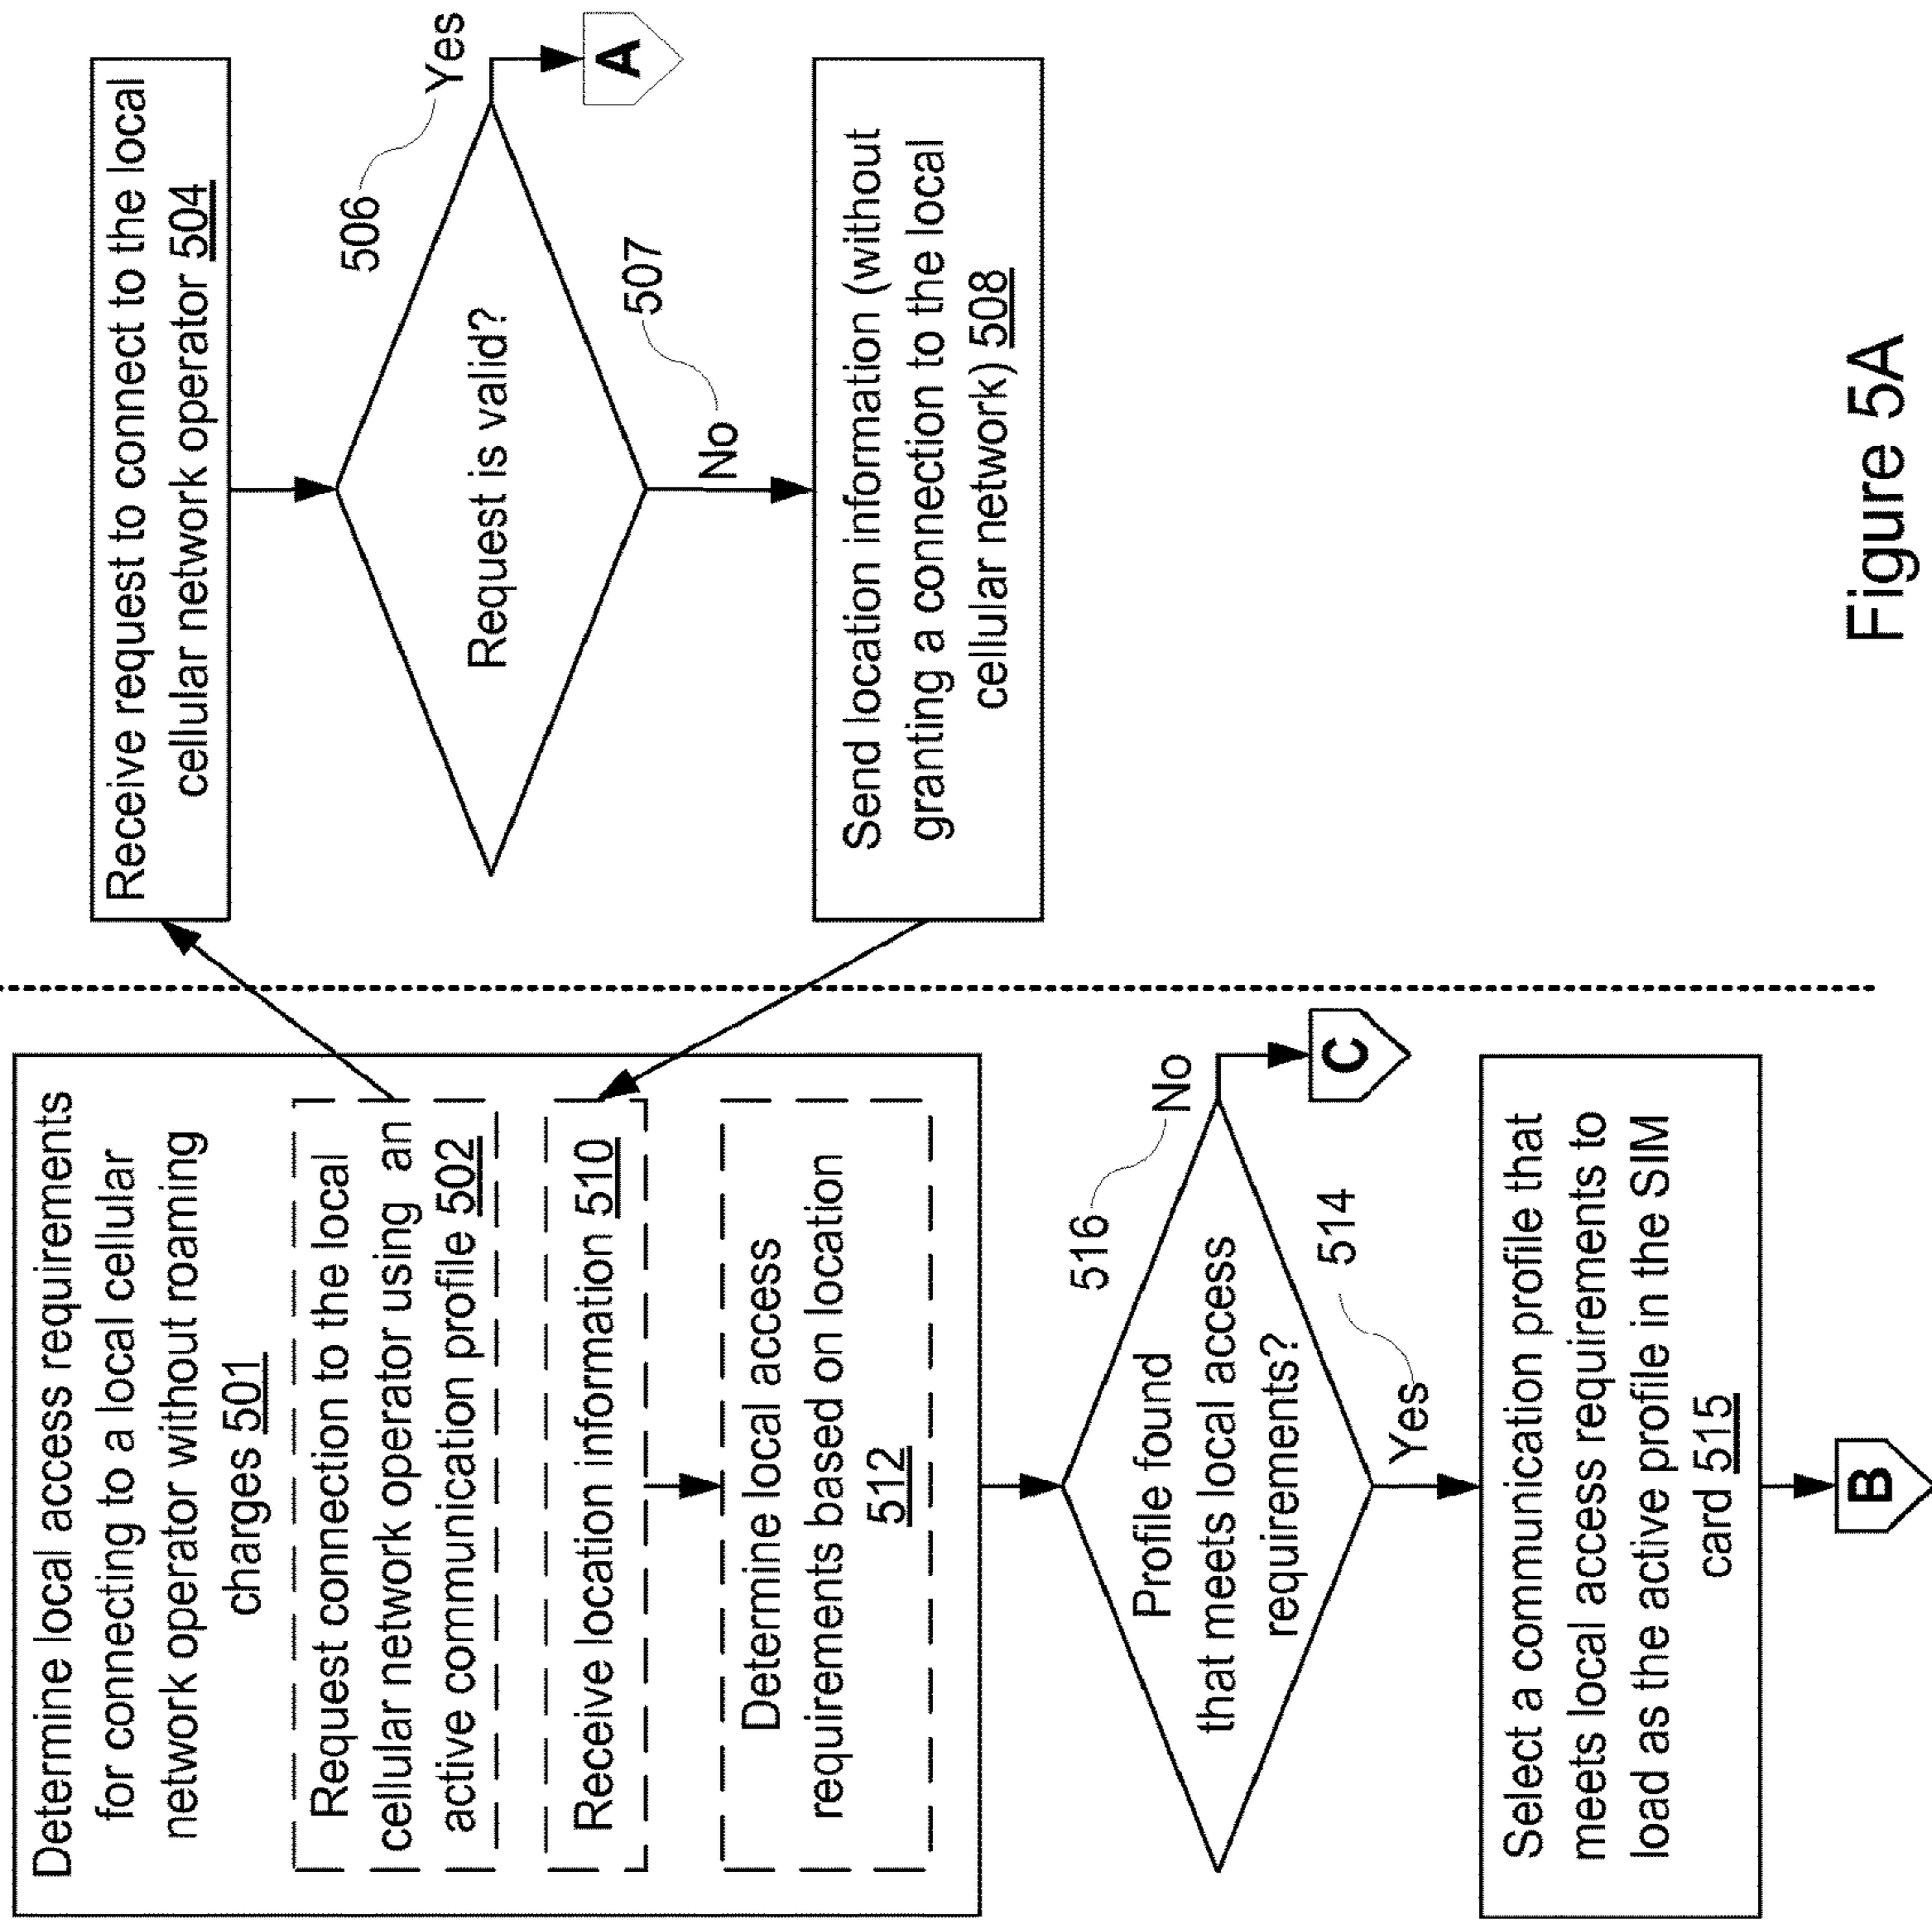 Determine local access requirements
for connecting to a local cellular
network operator without roaming
charges 501
Request connection to the local
cellular network operator using an
active communication profile 502
Receive location information 510
Determine local access
requirements based on location
512
Profile found
that meets local access
requirements?
516
No
C
514
Yes
Select a communication profile that
meets local access requirements to
load as the active profile in the SIM
card 515
B
Receive request to connect to the local
cellular network operator 504
Request is valid?
506
Yes
A
507
No
Send location information (without
granting a connection to the local
cellular network) 508
Figure 5A